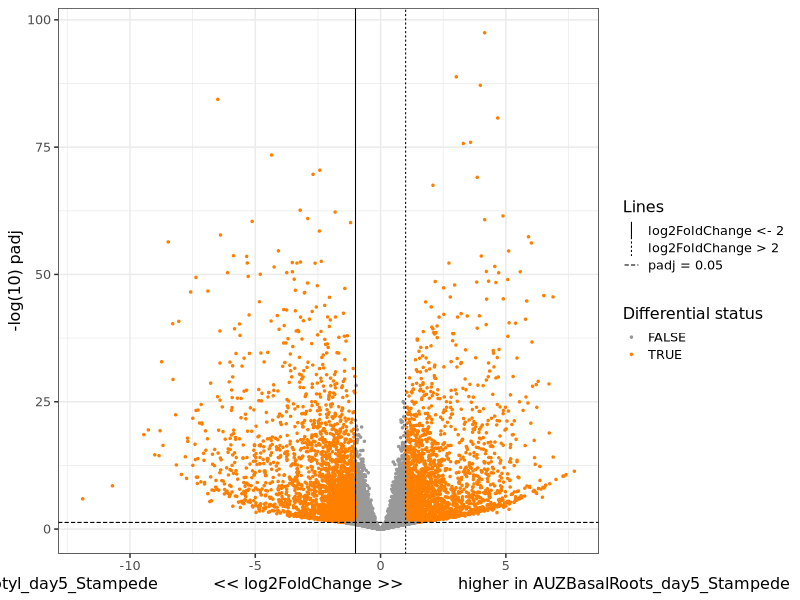 100
75
50
25
0
-log(10) padj
-10
-5
0
5
otyl_day5_Stampede << log2FoldChange >> higher in AUZBasalRoots_day5_Stampede
Lines
log2FoldChange <- 2
log2FoldChange > 2
padj = 0.05
Differential status
FALSE
TRUE